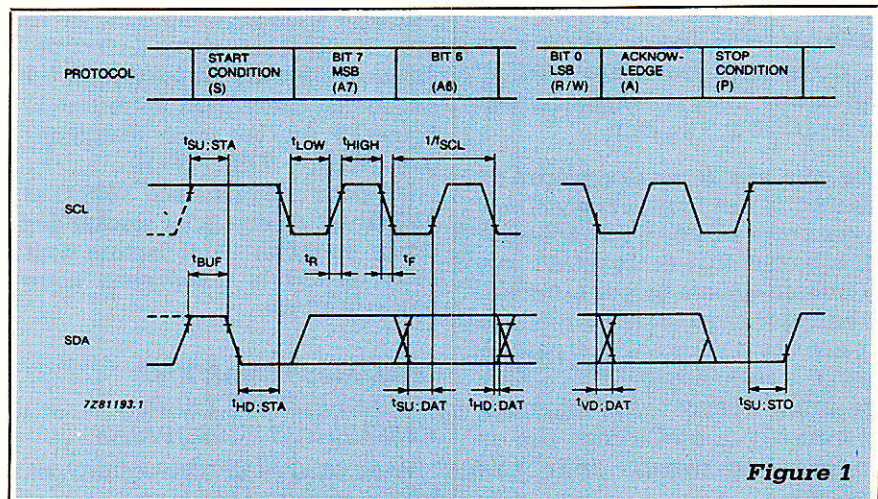 PROTOCOL
START CONDITION (S)
BIT 7 MSB (A7)
BIT 6 (A6)
BIT 0 LSB (R/W)
ACKNOW- LEDGE (A)
STOP CONDITION (P)
tSU;STA
tLOW
tHIGH
1/fSCL
SCL
tBUF
tR
tF
SDA
7Z81193.1
tHD;STA
tSU;DAT
tHD;DAT
tVD;DAT
tSU;STO
Figure 1